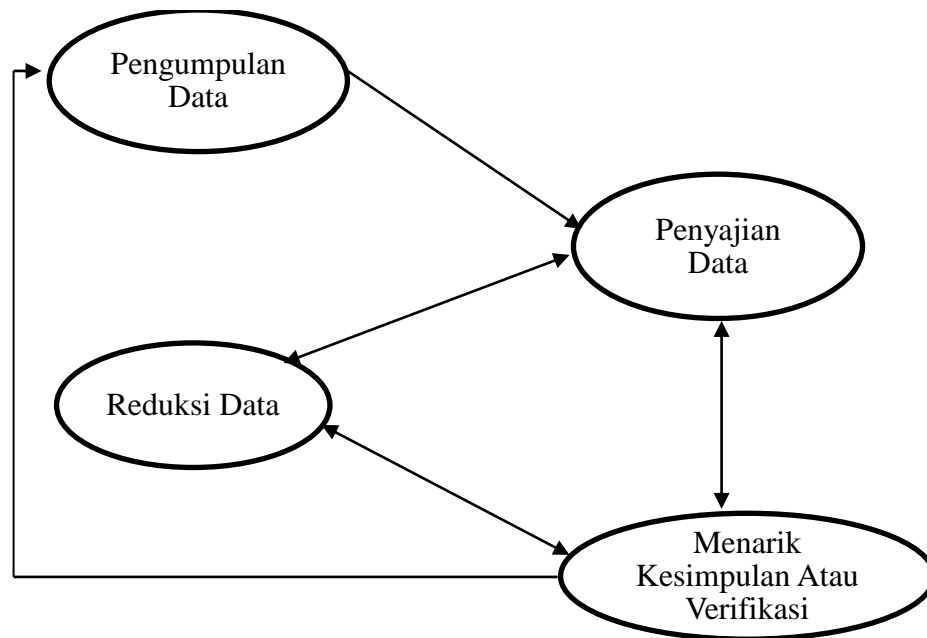 Pengumpulan
Data
Penyajian
Data
Reduksi Data
Menarik
Kesimpulan Atau
Verifikasi